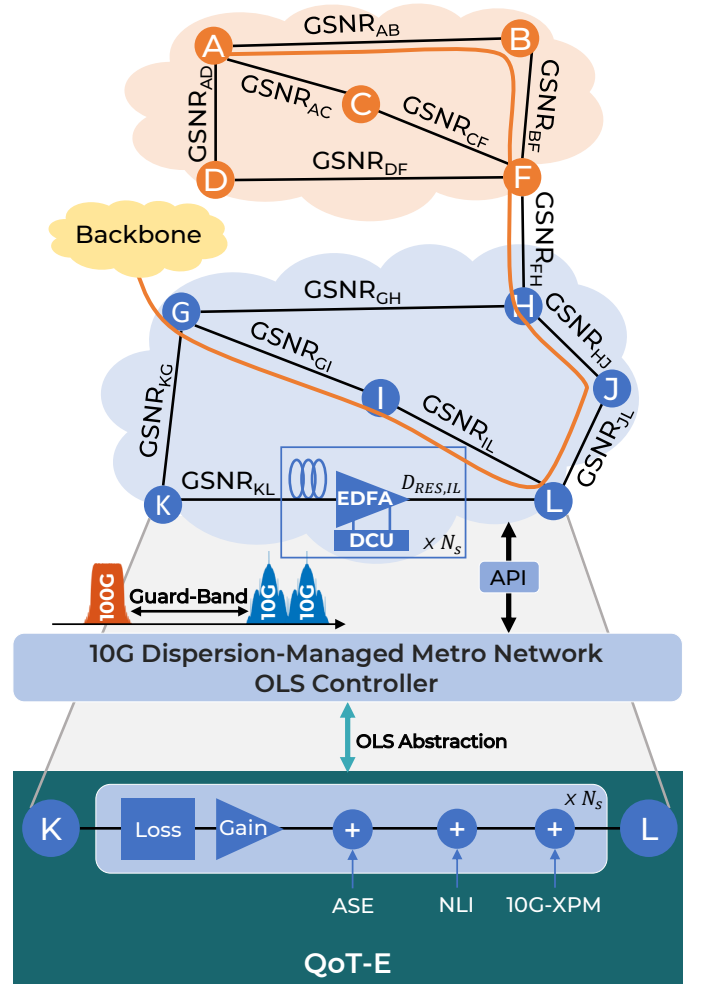 GSNR_AB
A
B
GSNR_AD
GSNR_AC
C
GSNR_CF
GSNR_BF
D
GSNR_DF
F
GSNR_FH
Backbone
GSNR_GH
G
H
GSNR_GI
GSNR_HJ
GSNR_KG
I
J
GSNR_IL
GSNR_JL
GSNR_KL
K
EDFA
D_RES,IL
L
DCU
× N_s
API
100G
Guard-Band
10G
10G
10G Dispersion-Managed Metro Network
OLS Controller
OLS Abstraction
× N_s
K
Loss
Gain
+
+
+
L
ASE
NLI
10G-XPM
QoT-E